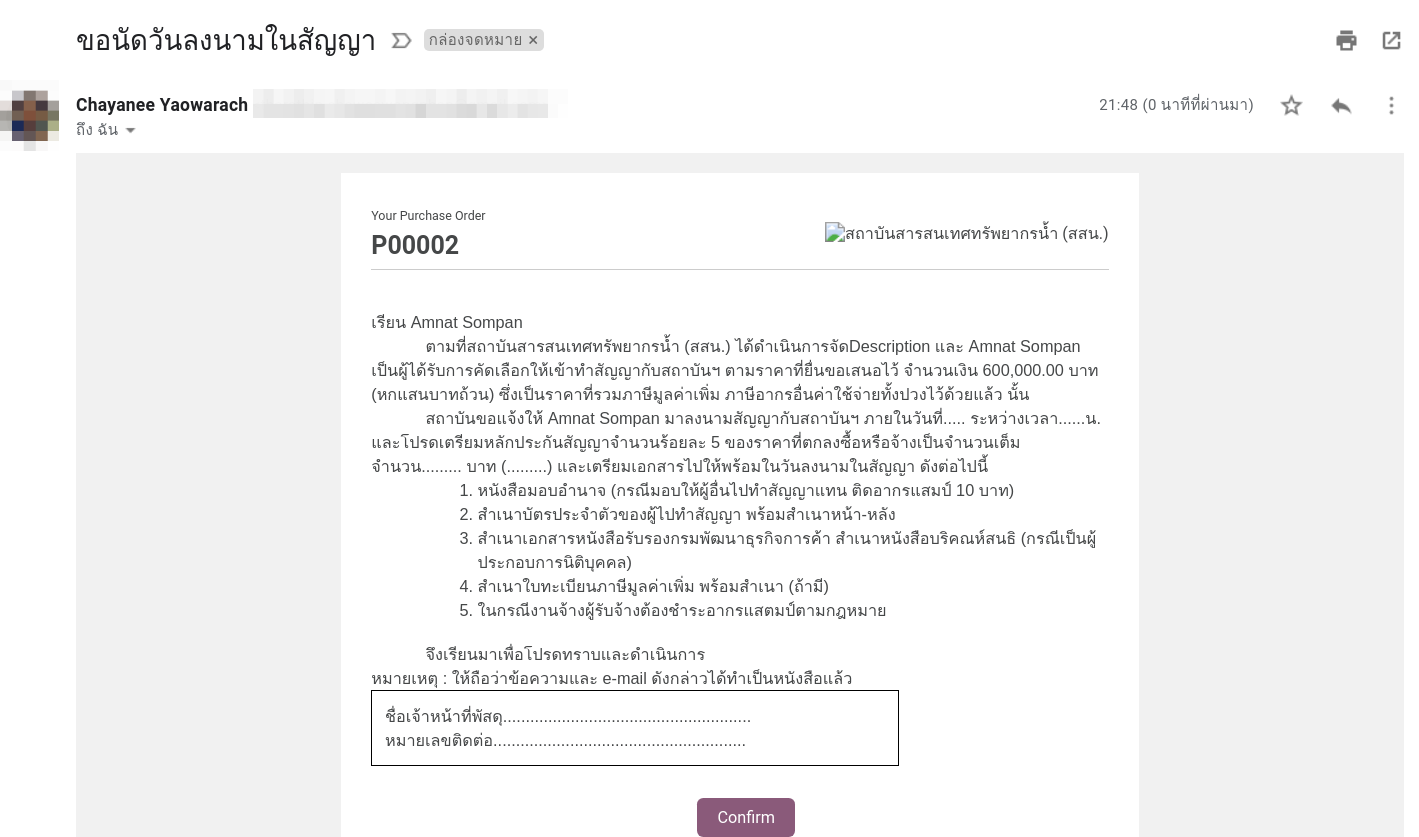 ขอนัดวันลงนามในสัญญา
กล่องจดหมาย ×
Chayanee Yaowarach
21:48 (0 นาทีที่ผ่านมา)
ถึง ฉัน
Your Purchase Order
P00002
สถาบันสารสนเทศทรัพยากรน้ำ (สสน.)
เรียน Amnat Sompan
ตามที่สถาบันสารสนเทศทรัพยากรน้ำ (สสน.) ได้ดำเนินการจัดDescription และ Amnat Sompan
เป็นผู้ได้รับการคัดเลือกให้เข้าทำสัญญากับสถาบันฯ ตามราคาที่ยื่นขอเสนอไว้ จำนวนเงิน 600,000.00 บาท
(หกแสนบาทถ้วน) ซึ่งเป็นราคาที่รวมภาษีมูลค่าเพิ่ม ภาษีอากรอื่นค่าใช้จ่ายทั้งปวงไว้ด้วยแล้ว นั้น
สถาบันขอแจ้งให้ Amnat Sompan มาลงนามสัญญากับสถาบันฯ ภายในวันที่..... ระหว่างเวลา......น.
และโปรดเตรียมหลักประกันสัญญาจำนวนร้อยละ 5 ของราคาที่ตกลงซื้อหรือจ้างเป็นจำนวนเต็ม
จำนวน......... บาท (.........) และเตรียมเอกสารไปให้พร้อมในวันลงนามในสัญญา ดังต่อไปนี้
1. หนังสือมอบอำนาจ (กรณีมอบให้ผู้อื่นไปทำสัญญาแทน ติดอากรแสมป์ 10 บาท)
2. สำเนาบัตรประจำตัวของผู้ไปทำสัญญา พร้อมสำเนาหน้า-หลัง
3. สำเนาเอกสารหนังสือรับรองกรมพัฒนาธุรกิจการค้า สำเนาหนังสือบริคณห์สนธิ (กรณีเป็นผู้
ประกอบการนิติบุคคล)
4. สำเนาใบทะเบียนภาษีมูลค่าเพิ่ม พร้อมสำเนา (ถ้ามี)
5. ในกรณีงานจ้างผู้รับจ้างต้องชำระอากรแสตมป์ตามกฎหมาย
จึงเรียนมาเพื่อโปรดทราบและดำเนินการ
หมายเหตุ : ให้ถือว่าข้อความและ e-mail ดังกล่าวได้ทำเป็นหนังสือแล้ว
ชื่อเจ้าหน้าที่พัสดุ.......................................................
หมายเลขติดต่อ........................................................
Confirm